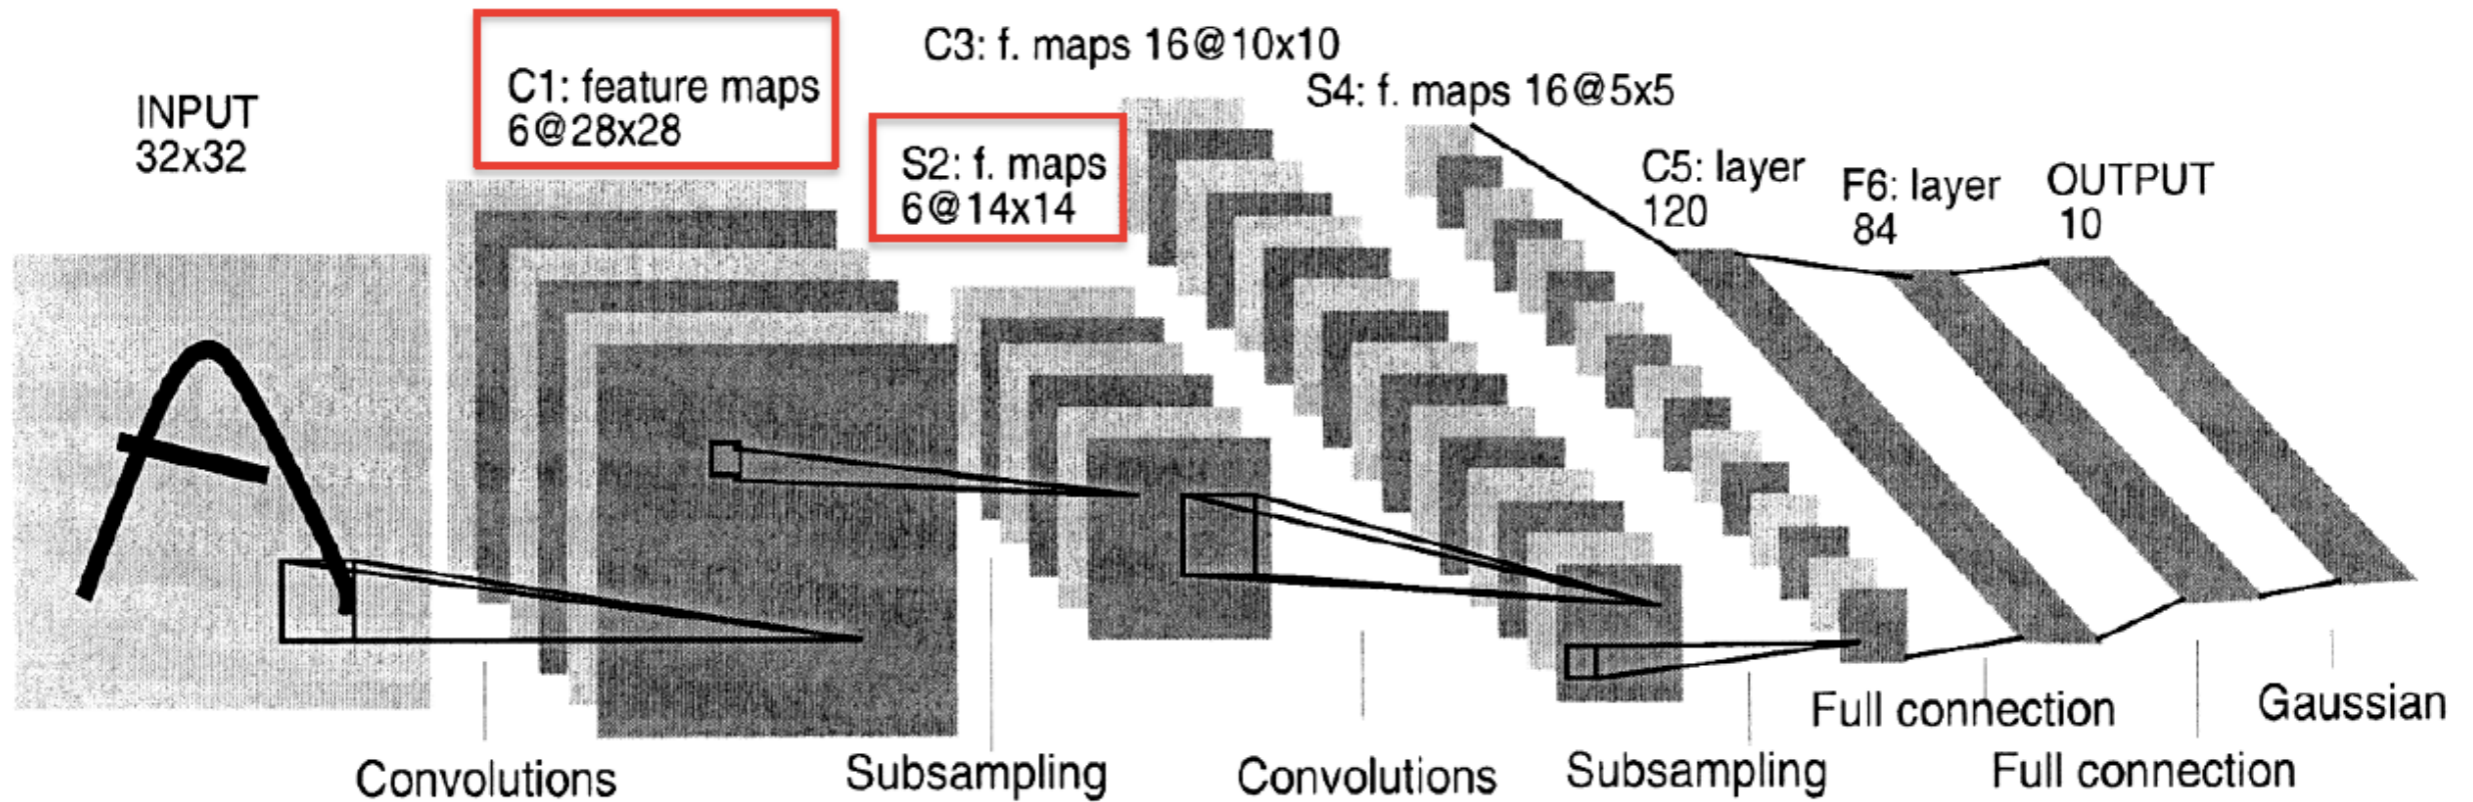 INPUT
32x32
C1: feature maps
6@28x28
S2: f. maps
6@14x14
C3: f. maps 16@10x10
S4: f. maps 16@5x5
C5: layer
120
F6: layer
84
OUTPUT
10
Convolutions
Subsampling
Convolutions
Subsampling
Full connection
Full connection
Gaussian